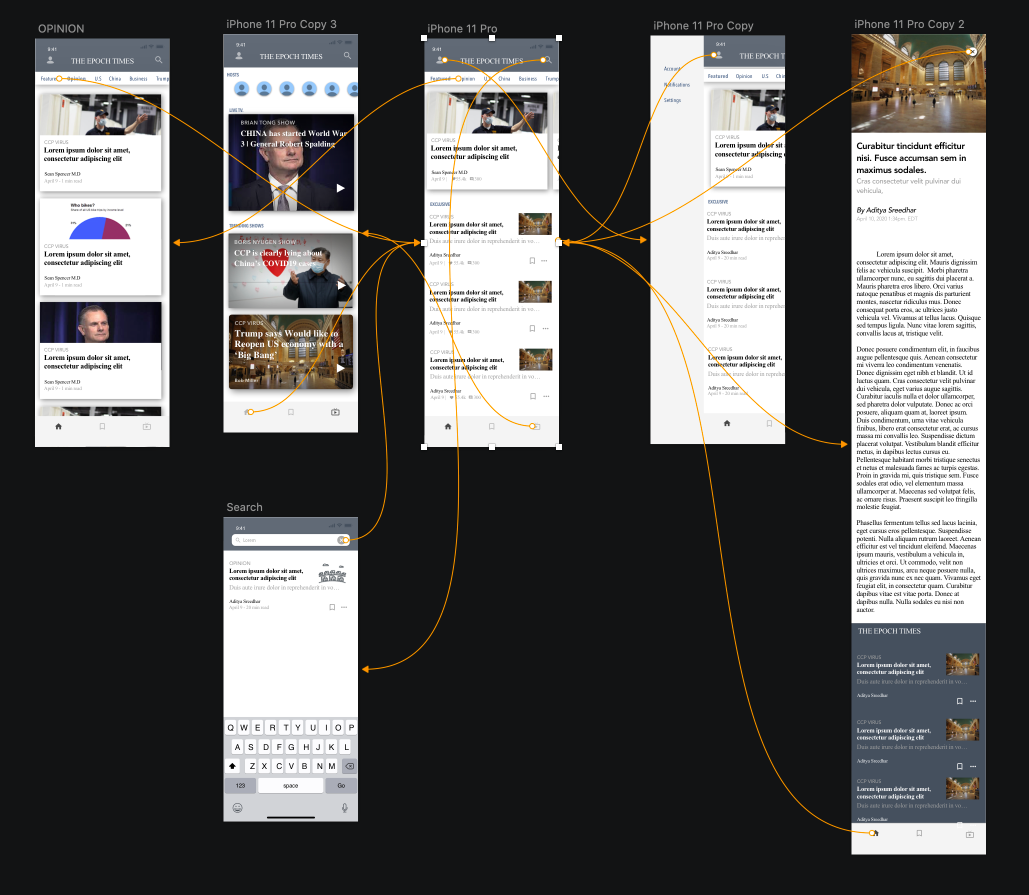 OPINION
9:41
THE EPOCH TIMES
Featured Opinion U.S China Business Trump
CCP VIRUS
Lorem ipsum dolor sit amet,
consectetur adipiscing elit
Sean Spencer M.D
April 9 · 1 min read
Who bikes?
CCP VIRUS
Lorem ipsum dolor sit amet,
consectetur adipiscing elit
Sean Spencer M.D
April 9 · 1 min read
CCP VIRUS
Lorem ipsum dolor sit amet,
consectetur adipiscing elit
Sean Spencer M.D
April 9 · 1 min read
iPhone 11 Pro Copy 3
9:41
THE EPOCH TIMES
HOSTS
LIVE TV
BRIAN TONG SHOW
CHINA has started World War
3 | General Robert Spalding
TRENDING SHOWS
BORIS NYUGEN SHOW
CCP is clearly lying about
China's COVID19 cases
CCP VIRUS
Trump says Would like to
Reopen US economy with a
'Big Bang'
Bob Miller
iPhone 11 Pro
9:41
THE EPOCH TIMES
Featured Opinion U.S China Business Trump
CCP VIRUS
Lorem ipsum dolor sit amet,
consectetur adipiscing elit
Sean Spencer M.D
April 9
EXCLUSIVE
CCP VIRUS
Lorem ipsum dolor sit amet,
consectetur adipiscing elit
Duis aute irure dolor in reprehenderit in vo…
Aditya Sreedhar
April 9
CCP VIRUS
Lorem ipsum dolor sit amet,
consectetur adipiscing elit
Duis aute irure dolor in reprehenderit in vo…
Aditya Sreedhar
April 9
CCP VIRUS
Lorem ipsum dolor sit amet,
consectetur adipiscing elit
Duis aute irure dolor in reprehenderit in vo…
Aditya Sreedhar
April 9
iPhone 11 Pro Copy
Account
Notifications
Settings
9:41
THE EPOCH T
Featured Opinion U.S China
CCP VIRUS
Lorem ipsum dolor sit a
consectetur adipiscing
Sean Spencer M.D
April 9 · 1 min read
EXCLUSIVE
CCP VIRUS
Lorem ipsum dolor sit amet,
consectetur adipiscing elit
Duis aute irure dolor in reprehende
Aditya Sreedhar
April 9 · 20 min read
CCP VIRUS
Lorem ipsum dolor sit amet,
consectetur adipiscing elit
Duis aute irure dolor in reprehende
Aditya Sreedhar
April 9 · 20 min read
CCP VIRUS
Lorem ipsum dolor sit amet,
consectetur adipiscing elit
Duis aute irure dolor in reprehende
Aditya Sreedhar
April 9 · 20 min read
iPhone 11 Pro Copy 2
Curabitur tincidunt efficitur
nisi. Fusce accumsan sem in
maximus sodales.
Cras consectetur velit pulvinar dui
vehicula,
By Aditya Sreedhar
April 10, 2020 1:36pm EDT
Lorem ipsum dolor sit amet,
consectetur adipiscing elit. Mauris dignissim
felis ac vehicula suscipit. Morbi pharetra
ullamcorper nunc, eu sagittis dui placerat a.
Mauris pharetra eros libero. Orci varius
natoque penatibus et magnis dis parturient
montes, nascetur ridiculus mus. Donec
consequat porta eros, ac ultrices justo
vehicula vel. Vivamus at tellus lacus. Quisque
sed tempus ligula. Nunc vitae lorem sagittis,
convallis lacus at, tristique velit.
Donec posuere condimentum elit, in faucibus
augue pellentesque quis. Aenean consectetur
mi viverra leo condimentum venenatis.
Donec dignissim eget nibh et blandit. Ut id
luctus quam. Cras consectetur velit pulvinar
dui vehicula, eget varius augue sagittis.
Curabitur iaculis nulla et dolor ullamcorper,
sed pharetra dolor vulputate. Donec ac orci
posuere, aliquam quam at, laoreet ipsum.
Duis condimentum, urna vitae vehicula
finibus, libero erat consectetur erat, ac cursus
massa mi convallis leo. Suspendisse dictum
placerat volutpat. Vestibulum blandit efficitur
metus, in dapibus lectus cursus eu.
Pellentesque habitant morbi tristique senectus
et netus et malesuada fames ac turpis egestas.
Proin in gravida mi, quis tristique sem. Fusce
sodales erat odio, vel elementum massa
ullamcorper at. Maecenas sed volutpat felis,
ac ornare risus. Praesent suscipit leo fringilla
molestie feugiat.
Phasellus fermentum tellus sed lacus lacinia,
eget cursus eros pellentesque. Suspendisse
potenti. Nulla aliquam rutrum laoreet. Aenean
efficitur est vel tincidunt eleifend. Maecenas
ipsum mauris, vestibulum a vehicula in,
ultricies et orci. Ut commodo, velit non
ultrices maximus, arcu neque posuere nulla,
quis gravida nunc ex nec quam. Vivamus eget
feugiat elit, in consectetur quam. Curabitur
dapibus vitae est vitae porta. Donec at
dapibus nulla. Nulla sodales eu nisi non
auctor.
THE EPOCH TIMES
CCP VIRUS
Lorem ipsum dolor sit amet,
consectetur adipiscing elit
Duis aute irure dolor in reprehenderit in vo…
Aditya Sreedhar
CCP VIRUS
Lorem ipsum dolor sit amet,
consectetur adipiscing elit
Duis aute irure dolor in reprehenderit in vo…
Aditya Sreedhar
CCP VIRUS
Lorem ipsum dolor sit amet,
consectetur adipiscing elit
Duis aute irure dolor in reprehenderit in vo…
Aditya Sreedhar
Search
9:41
Lorem
OPINION
Lorem ipsum dolor sit amet,
consectetur adipiscing elit
Duis aute irure dolor in reprehenderit in vo…
Aditya Sreedhar
April 9 · 20 min read
Q W E R T Y U I O P
A S D F G H J K L
Z X C V B N M
123 space Go